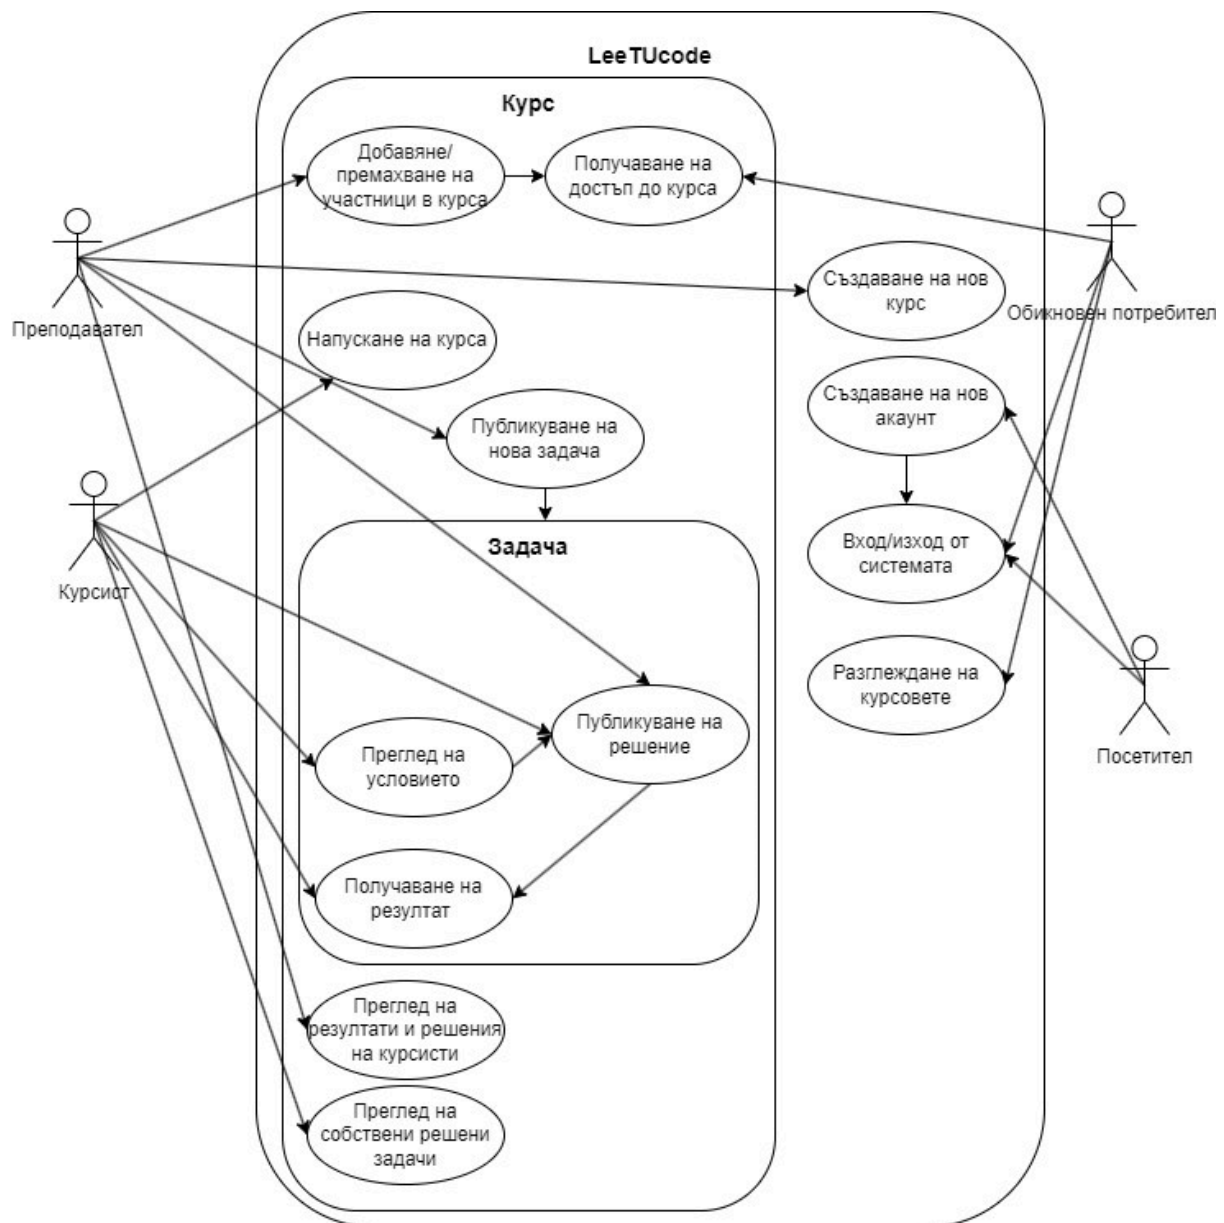 LeeTUcode
Курс
Добавяне/
премахване на
участници в курса
Получаване на
достъп до курса
Преподавател
Създаване на нов
курс
Обикновен потребител
Напускане на курса
Създаване на нов
акаунт
Публикуване на
нова задача
Курсист
Задача
Вход/изход от
системата
Разглеждане на
курсовете
Посетител
Публикуване на
решение
Преглед на
условието
Получаване на
резултат
Преглед на
резултати и решения
на курсисти
Преглед на
собствени решени
задачи